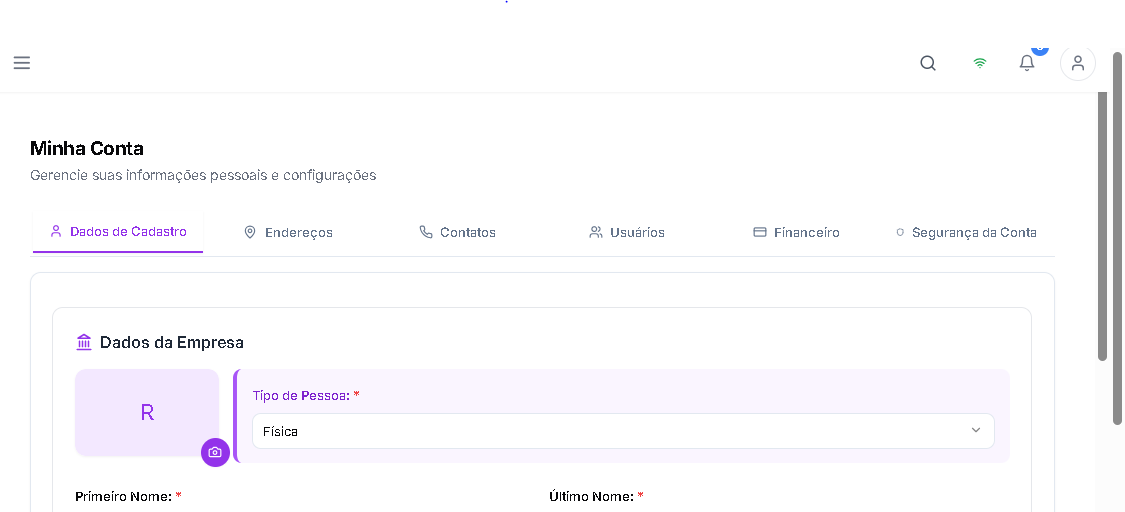 Minha Conta
Gerencie suas informações pessoais e configurações
Dados de Cadastro
Endereços
Contatos
Usuários
Financeiro
Segurança da Conta
Dados da Empresa
R
Tipo de Pessoa: *
Física
Primeiro Nome: *
Último Nome: *